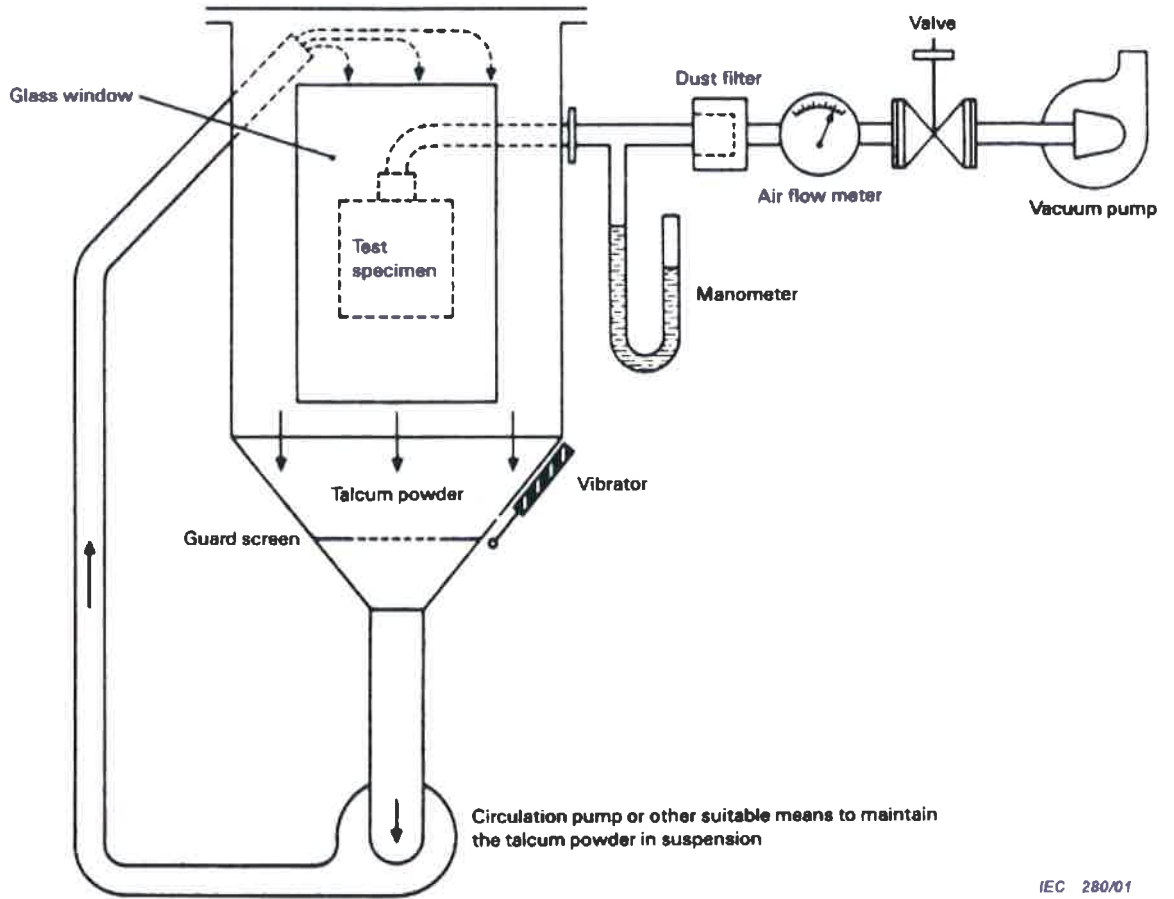 Valve
Dust filter
Glass window
Air flow meter
Vacuum pump
Test
specimen
Manometer
Talcum powder
Vibrator
Guard screen
Circulation pump or other suitable means to maintain
the talcum powder in suspension
IEC 280/01